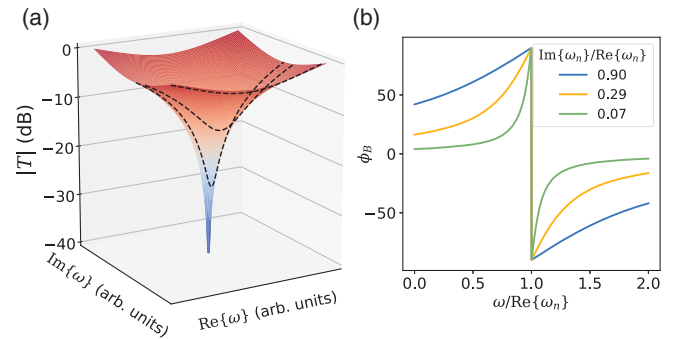 (a)
0
−10
−20
−30
−40
|T| (dB)
Im{ω} (arb. units)
Re{ω} (arb. units)
(b)
Im{ωₙ}/Re{ωₙ}
0.90
0.29
0.07
50
0
−50
ϕ_B
0.0
0.5
1.0
1.5
2.0
ω/Re{ωₙ}